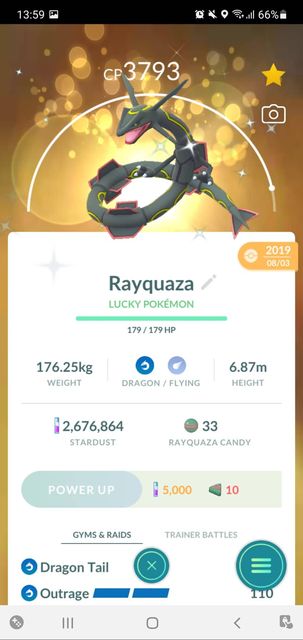 13:59 66%
CP3793
2019
08/03
Rayquaza
LUCKY POKÉMON
179 / 179 HP
176.25kg
WEIGHT
DRAGON / FLYING
6.87m
HEIGHT
2,676,864
STARDUST
33
RAYQUAZA CANDY
POWER UP 5,000 10
GYMS & RAIDS TRAINER BATTLES
Dragon Tail
Outrage 110